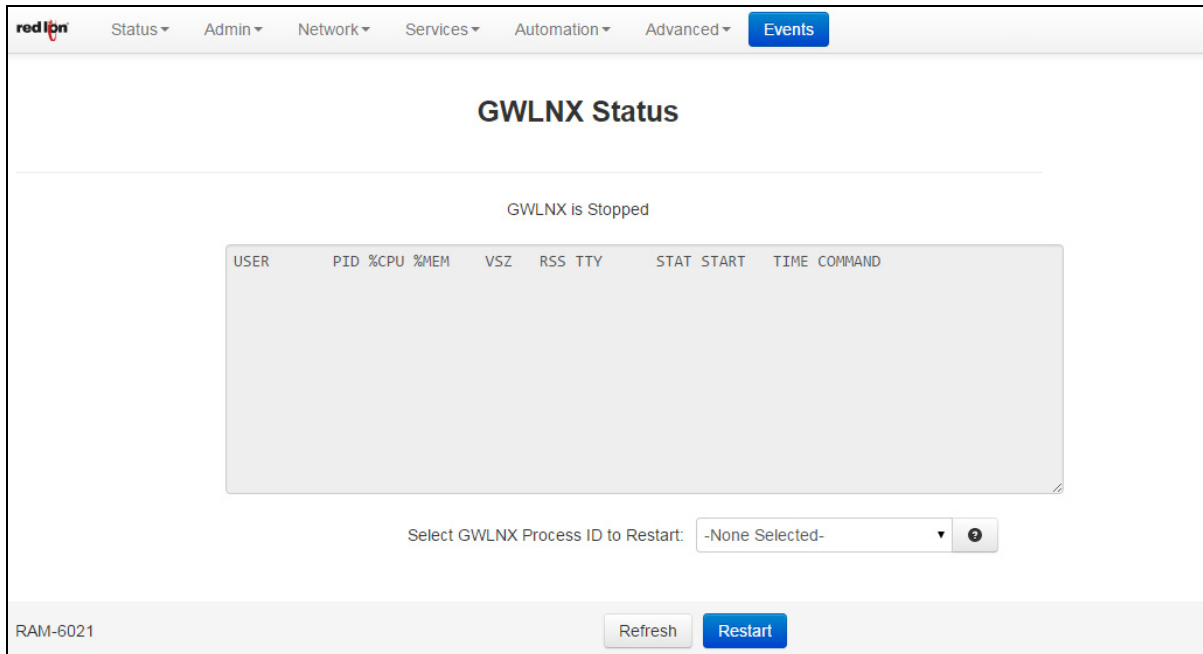 red lion Status Admin Network Services Automation Advanced Events
GWLNX Status
GWLNX is Stopped
USER PID %CPU %MEM VSZ RSS TTY STAT START TIME COMMAND
Select GWLNX Process ID to Restart: -None Selected-
RAM-6021 Refresh Restart